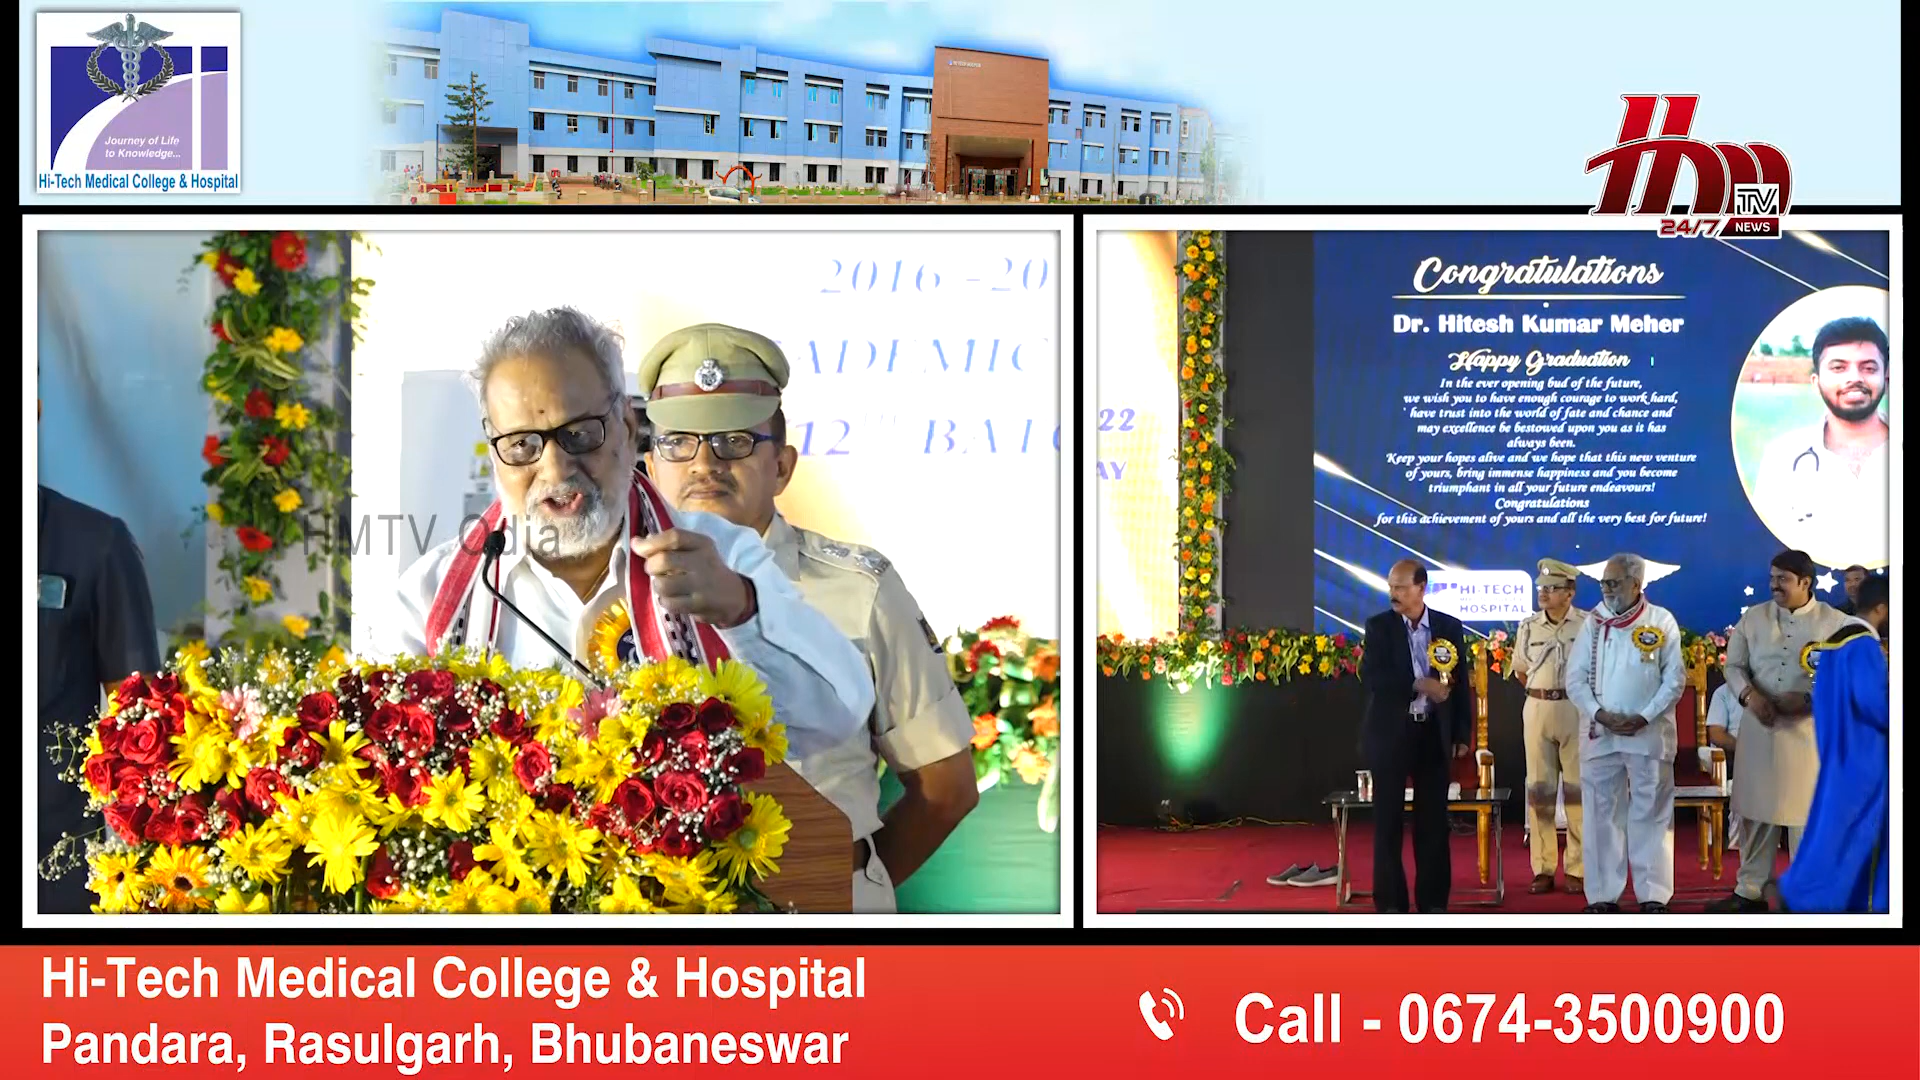 Journey of Life
to Knowledge...
Hi-Tech Medical College & Hospital
hm
TV
24/7 NEWS
2016 -20
ADEMIC
12TH BATC
HMTV Odia
22
AY
Congratulations
Dr. Hitesh Kumar Meher
Happy Graduation
In the ever opening bud of the future,
we wish you to have enough courage to work hard,
have trust into the world of fate and chance and
may excellence be bestowed upon you as it has
always been.
Keep your hopes alive and we hope that this new venture
of yours, bring immense happiness and you become
triumphant in all your future endeavours!
Congratulations
for this achievement of yours and all the very best for future!
HI-TECH
HOSPITAL
Hi-Tech Medical College & Hospital
Pandara, Rasulgarh, Bhubaneswar
Call - 0674-3500900